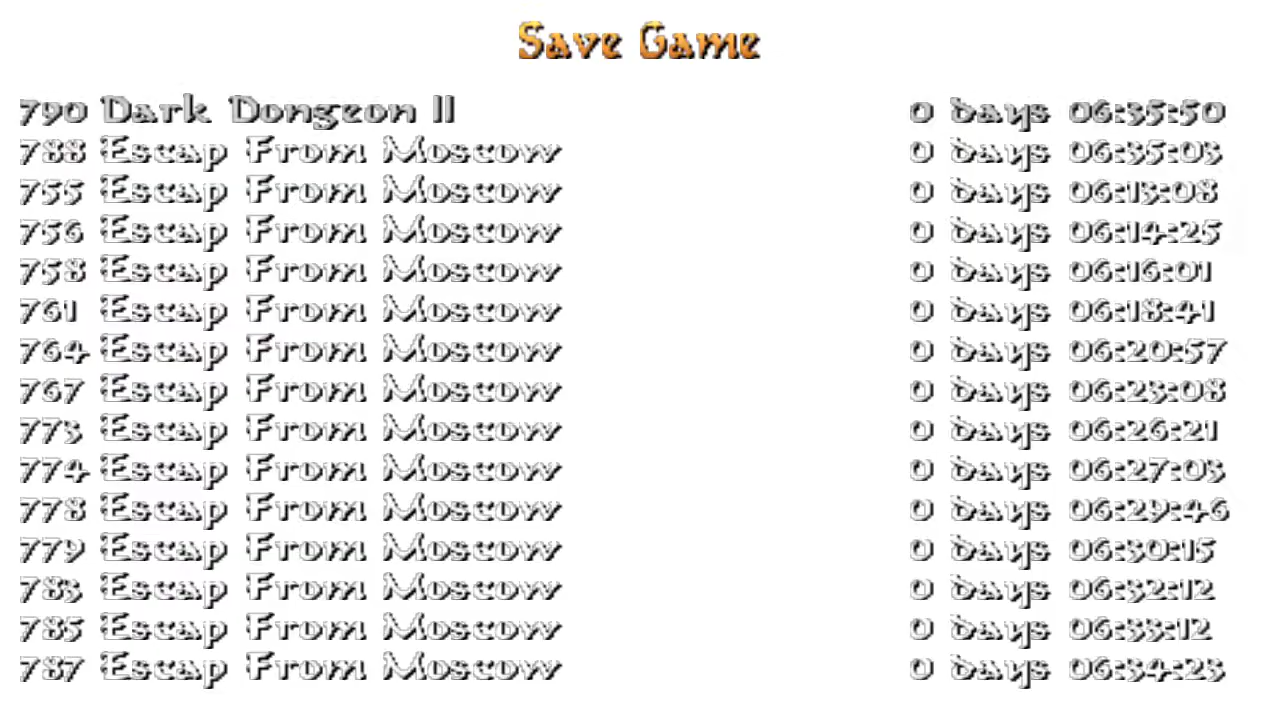 Save Game
790 Dark Dongeon II 0 days 06:35:50
788 Escap From Moscow 0 days 06:35:03
755 Escap From Moscow 0 days 06:13:08
756 Escap From Moscow 0 days 06:14:25
758 Escap From Moscow 0 days 06:16:01
761 Escap From Moscow 0 days 06:18:41
764 Escap From Moscow 0 days 06:20:57
767 Escap From Moscow 0 days 06:23:08
773 Escap From Moscow 0 days 06:26:21
774 Escap From Moscow 0 days 06:27:03
778 Escap From Moscow 0 days 06:29:46
779 Escap From Moscow 0 days 06:30:15
783 Escap From Moscow 0 days 06:32:12
785 Escap From Moscow 0 days 06:33:12
787 Escap From Moscow 0 days 06:34:23